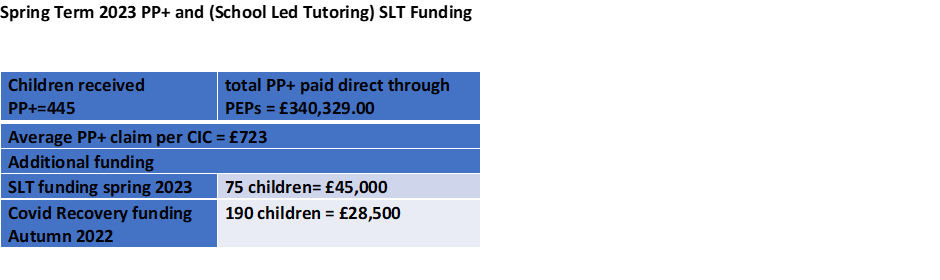 Spring Term 2023 PP+ and (School Led Tutoring) SLT Funding
Children received
PP+=445
total PP+ paid direct through
PEPs = £340,329.00
Average PP+ claim per CIC = £723
Additional funding
SLT funding spring 2023
75 children= £45,000
Covid Recovery funding
Autumn 2022
190 children = £28,500